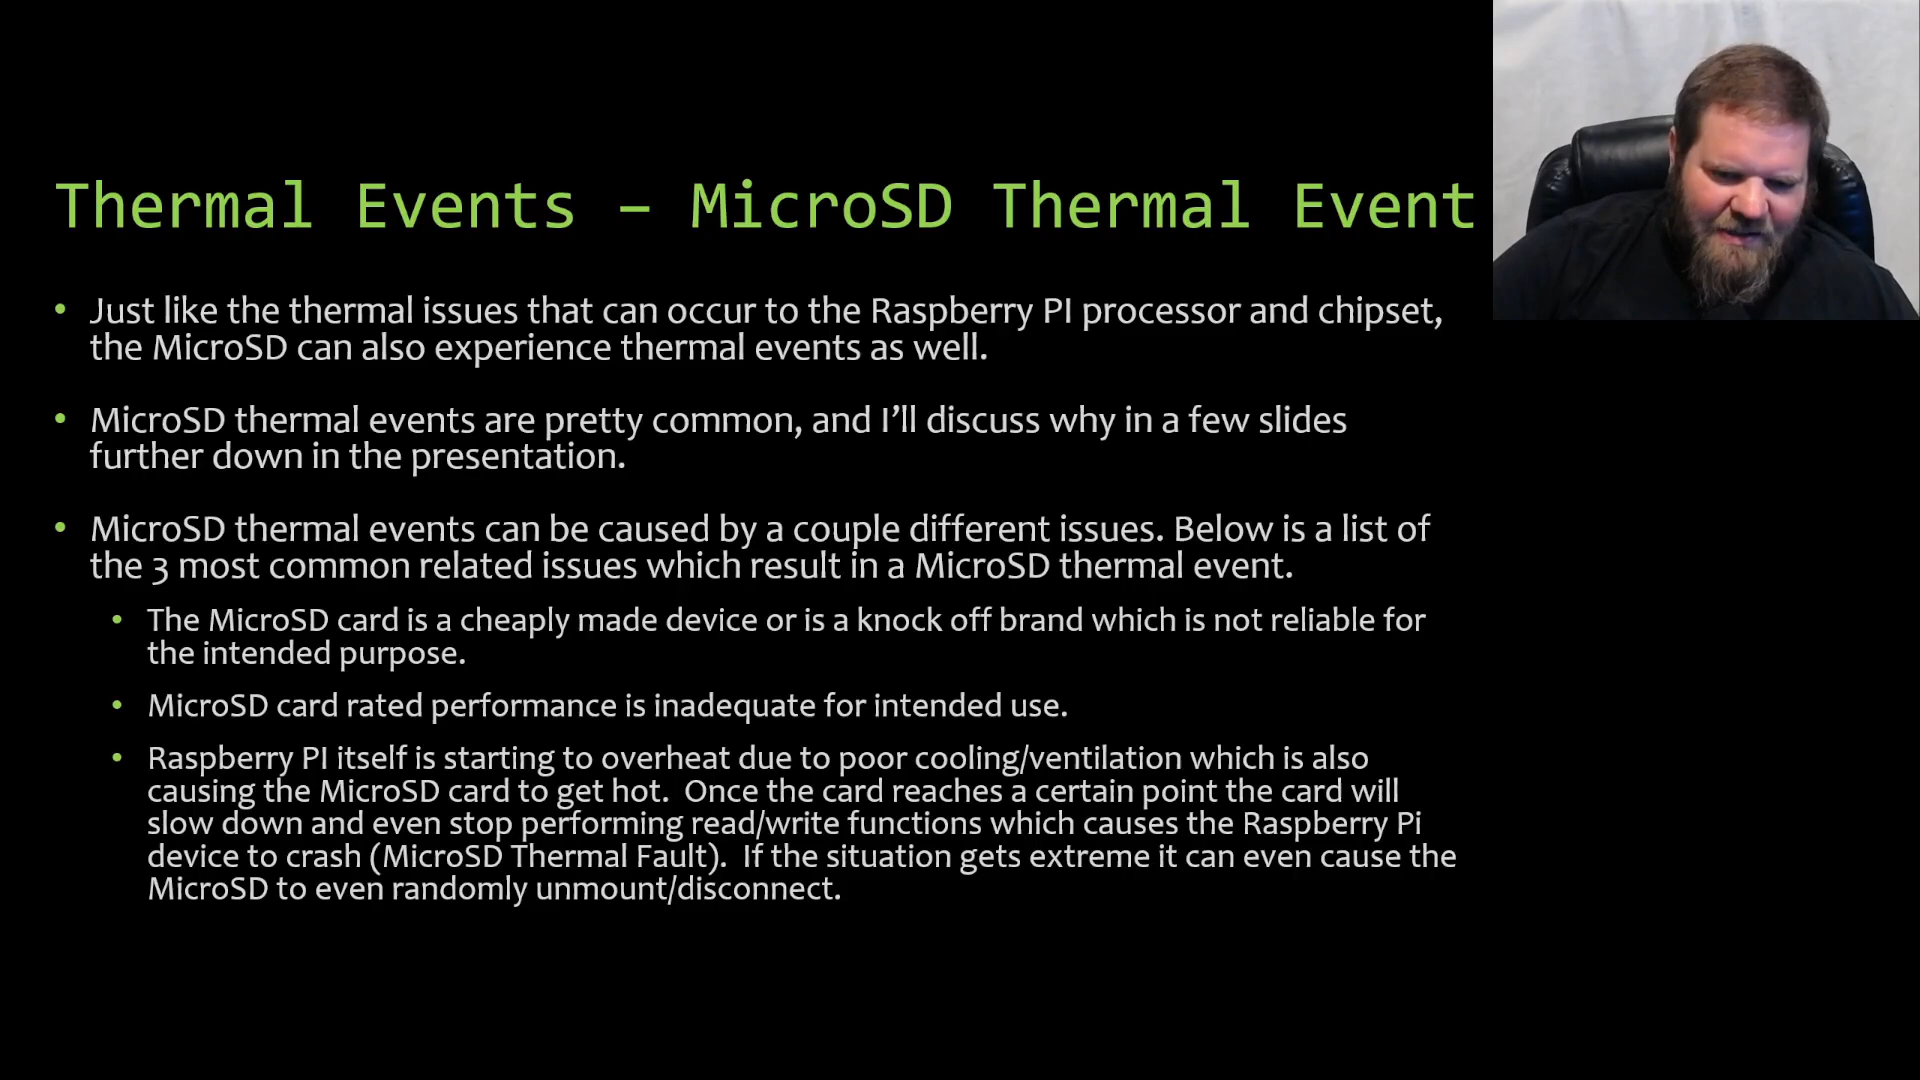 Thermal Events – MicroSD Thermal Event
• Just like the thermal issues that can occur to the Raspberry PI processor and chipset,
the MicroSD can also experience thermal events as well.
• MicroSD thermal events are pretty common, and I’ll discuss why in a few slides
further down in the presentation.
• MicroSD thermal events can be caused by a couple different issues. Below is a list of
the 3 most common related issues which result in a MicroSD thermal event.
• The MicroSD card is a cheaply made device or is a knock off brand which is not reliable for
the intended purpose.
• MicroSD card rated performance is inadequate for intended use.
• Raspberry PI itself is starting to overheat due to poor cooling/ventilation which is also
causing the MicroSD card to get hot.  Once the card reaches a certain point the card will
slow down and even stop performing read/write functions which causes the Raspberry Pi
device to crash (MicroSD Thermal Fault).  If the situation gets extreme it can even cause the
MicroSD to even randomly unmount/disconnect.